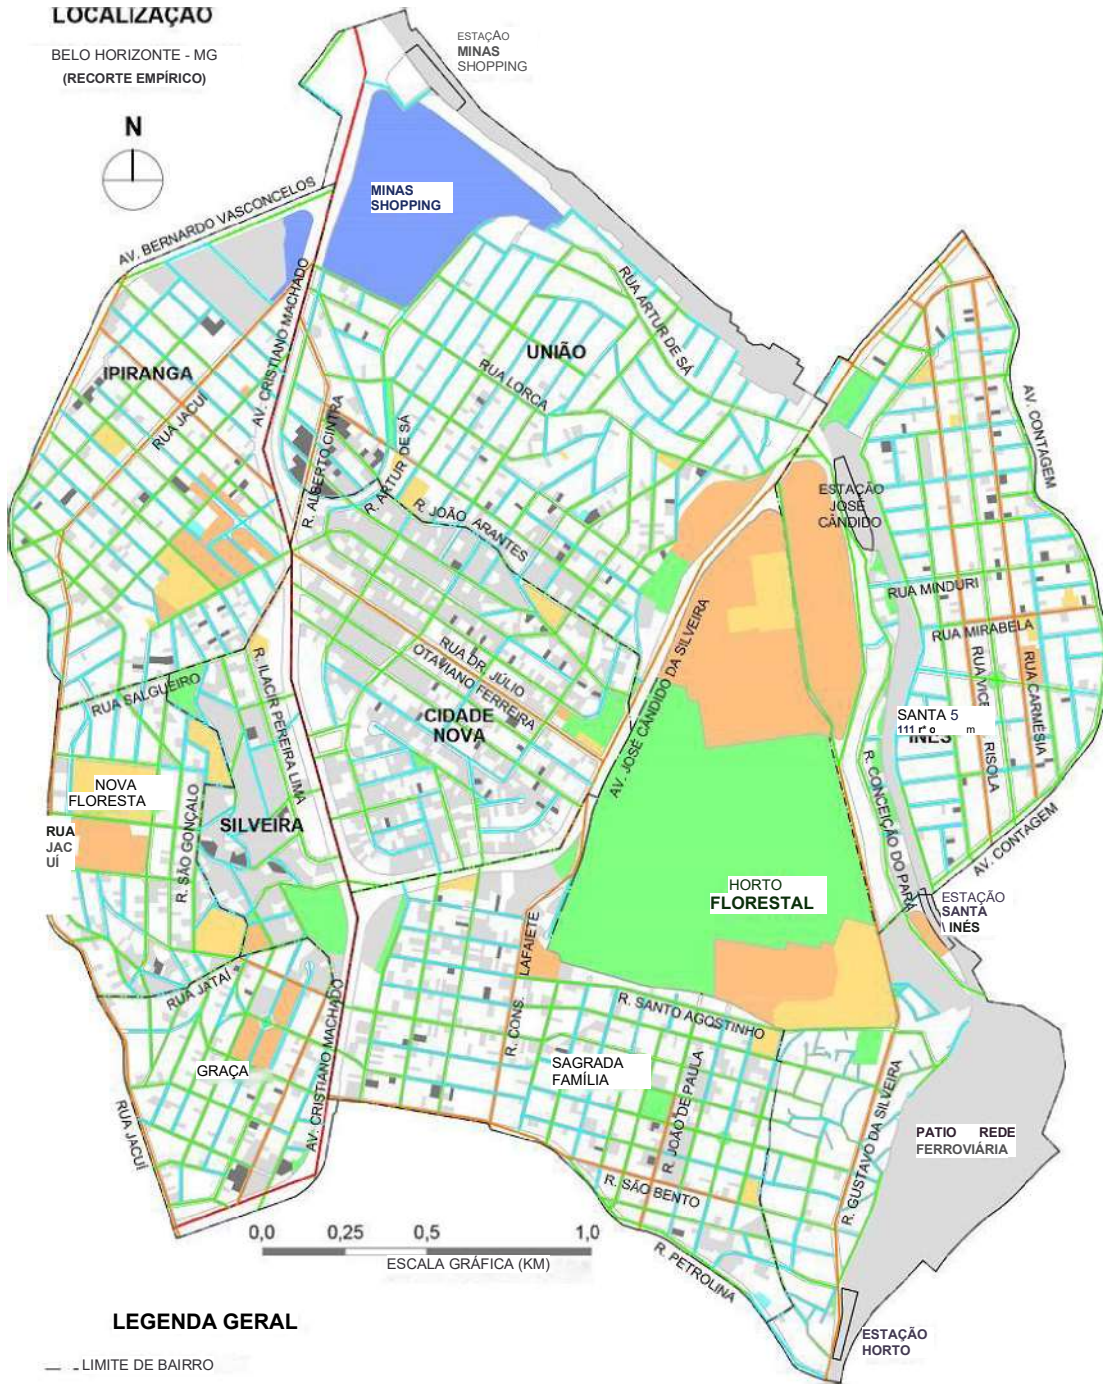 LOCALIZAÇÃO
BELO HORIZONTE - MG
(RECORTE EMPÍRICO)
N
ESTAÇÃO
MINAS
SHOPPING
MINAS
SHOPPING
AV. BERNARDO VASCONCELOS
AV. CRISTIANO MACHADO
RUA ARTUR DE SÁ
UNIÃO
IPIRANGA
RUA LORCA
RUA JACUÍ
R. ALBERTO CINTRA
R. ARTUR DE SÁ
AV. CONTAGEM
ESTAÇÃO
JOSÉ
CÂNDIDO
R. JOÃO ARANTES
RUA MINDURI
RUA MIRABELA
RUA DR. JÚLIO
OTAVIANO FERREIRA
AV. JOSÉ CÂNDIDO DA SILVEIRA
R. ILACIR PEREIRA LIMA
RUA SALGUEIRO
CIDADE
NOVA
SANTA 5
111 r' o m
INÊS
RUA VICE
RISOLA
RUA CARMÉSIA
NOVA
FLORESTA
RUA
JAC
UÍ
R. SÃO GONÇALO
SILVEIRA
R. CONCEIÇÃO DO PARÁ
AV. CONTAGEM
HORTO
FLORESTAL
ESTAÇÃO
SANTA
\ INÉS
LAFAIETE
R. CONS.
RUA JATAÍ
R. SANTO AGOSTINHO
GRAÇA
AV. CRISTIANO MACHADO
SAGRADA
FAMÍLIA
R. JOÃO DE PAULA
R. GUSTAVO DA SILVEIRA
PATIO REDE
FERROVIÁRIA
RUA JACUÍ
R. SÃO BENTO
R. PETROLINA
0,0 0,25 0,5 1,0
ESCALA GRÁFICA (KM)
ESTAÇÃO
HORTO
LEGENDA GERAL
LIMITE DE BAIRRO